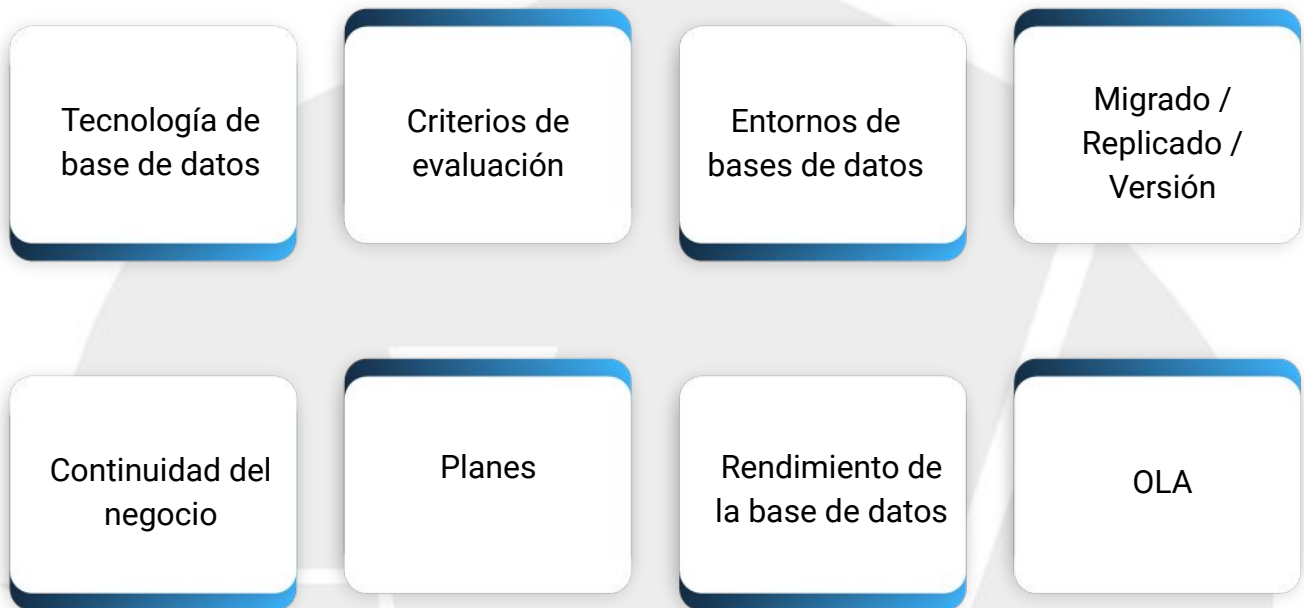 Tecnología de
base de datos
Criterios de
evaluación
Entornos de
bases de datos
Migrado /
Replicado /
Versión
Continuidad del
negocio
Planes
Rendimiento de
la base de datos
OLA